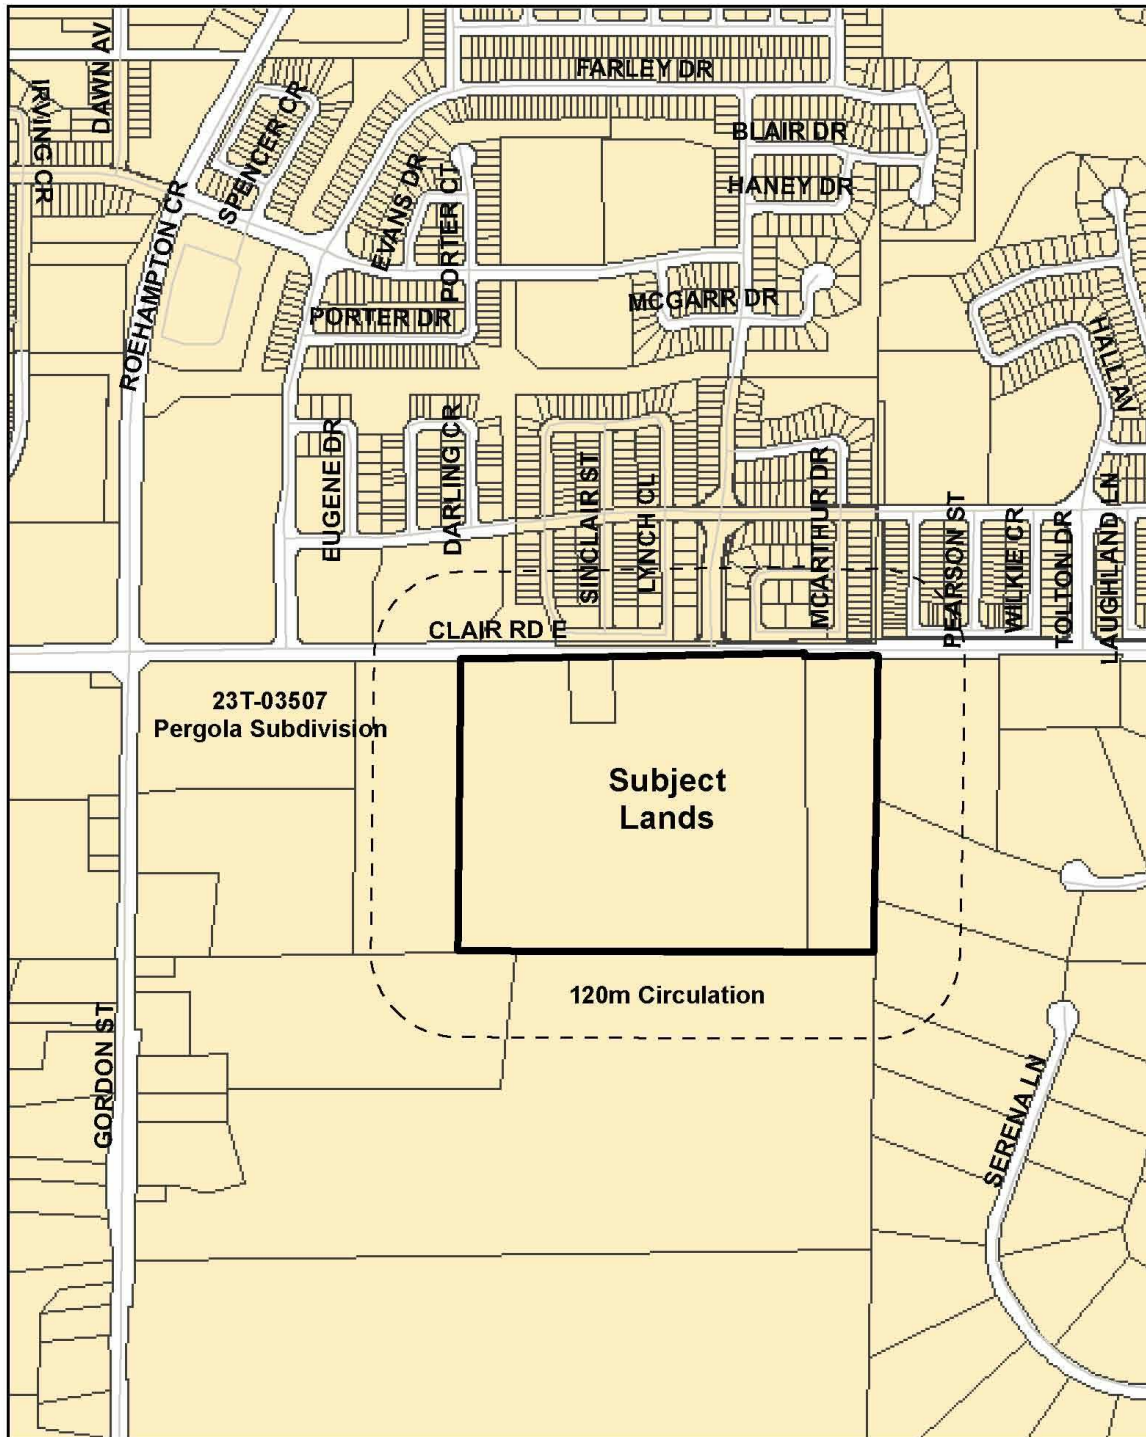 FARLEY DR
DAWN AV
IRVING CR
SPENCER CR
BLAIR DR
HANEY DR
EVANS DR
PORTER CT
ROEHAMPTON CR
MCGARR DR
PORTER DR
HALL AV
EUGENE DR
DARLING CR
SINCLAIR ST
LYNCH CL
MCARTHUR DR
PEARSON ST
WILKIE CR
TOLTON DR
LAUGHLAND LN
CLAIR RD E
23T-03507
Pergola Subdivision
Subject
Lands
120m Circulation
GORDON ST
SERENA LN